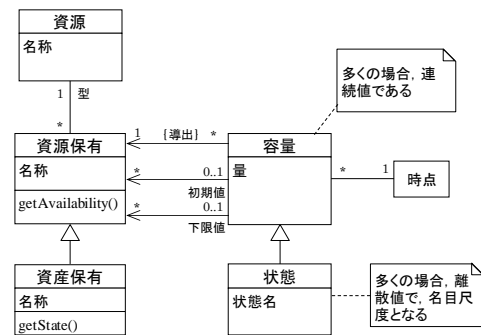 資源
名称
1 型
*
資源保有
名称
getAvailability()
1 {導出} *
* 0..1
初期値
* 0..1
下限値
容量
量
多くの場合，連
続値である
* 1
時点
資産保有
名称
getState()
状態
状態名
多くの場合，離
散値で，名目尺
度となる